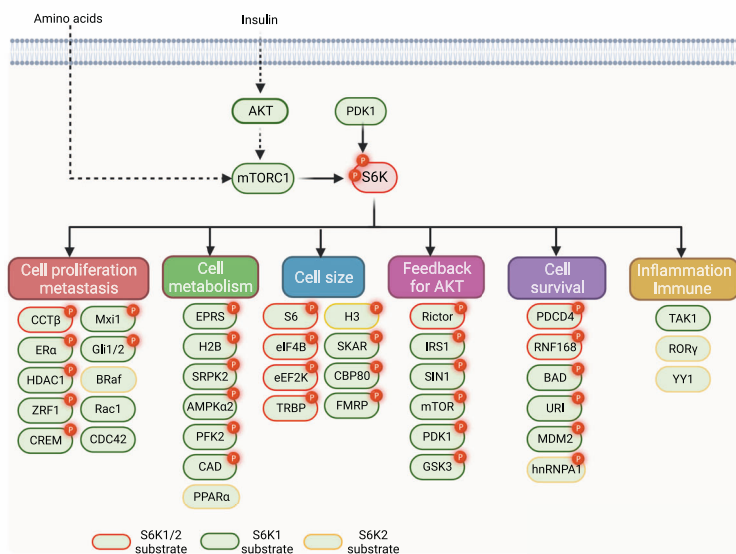 Amino acids
Insulin
AKT
PDK1
mTORC1
P
P
S6K
Cell proliferation
metastasis
Cell
metabolism
Cell size
Feedback
for AKT
Cell
survival
Inflammation
Immune
CCTβ P
Mxi1 P
ERα P
Gli1/2 P
HDAC1 P
BRaf
ZRF1 P
Rac1
CREM P
CDC42
EPRS P
H2B P
SRPK2 P
AMPKα2 P
PFK2 P
CAD P
PPARα
S6 P
H3 P
eIF4B P
SKAR P
eEF2K P
CBP80 P
TRBP P
FMRP P
Rictor P
IRS1 P
SIN1 P
mTOR P
PDK1 P
GSK3 P
PDCD4 P
RNF168 P
BAD P
URI P
MDM2 P
hnRNPA1 P
TAK1
RORγ
YY1
S6K1/2
substrate
S6K1
substrate
S6K2
substrate